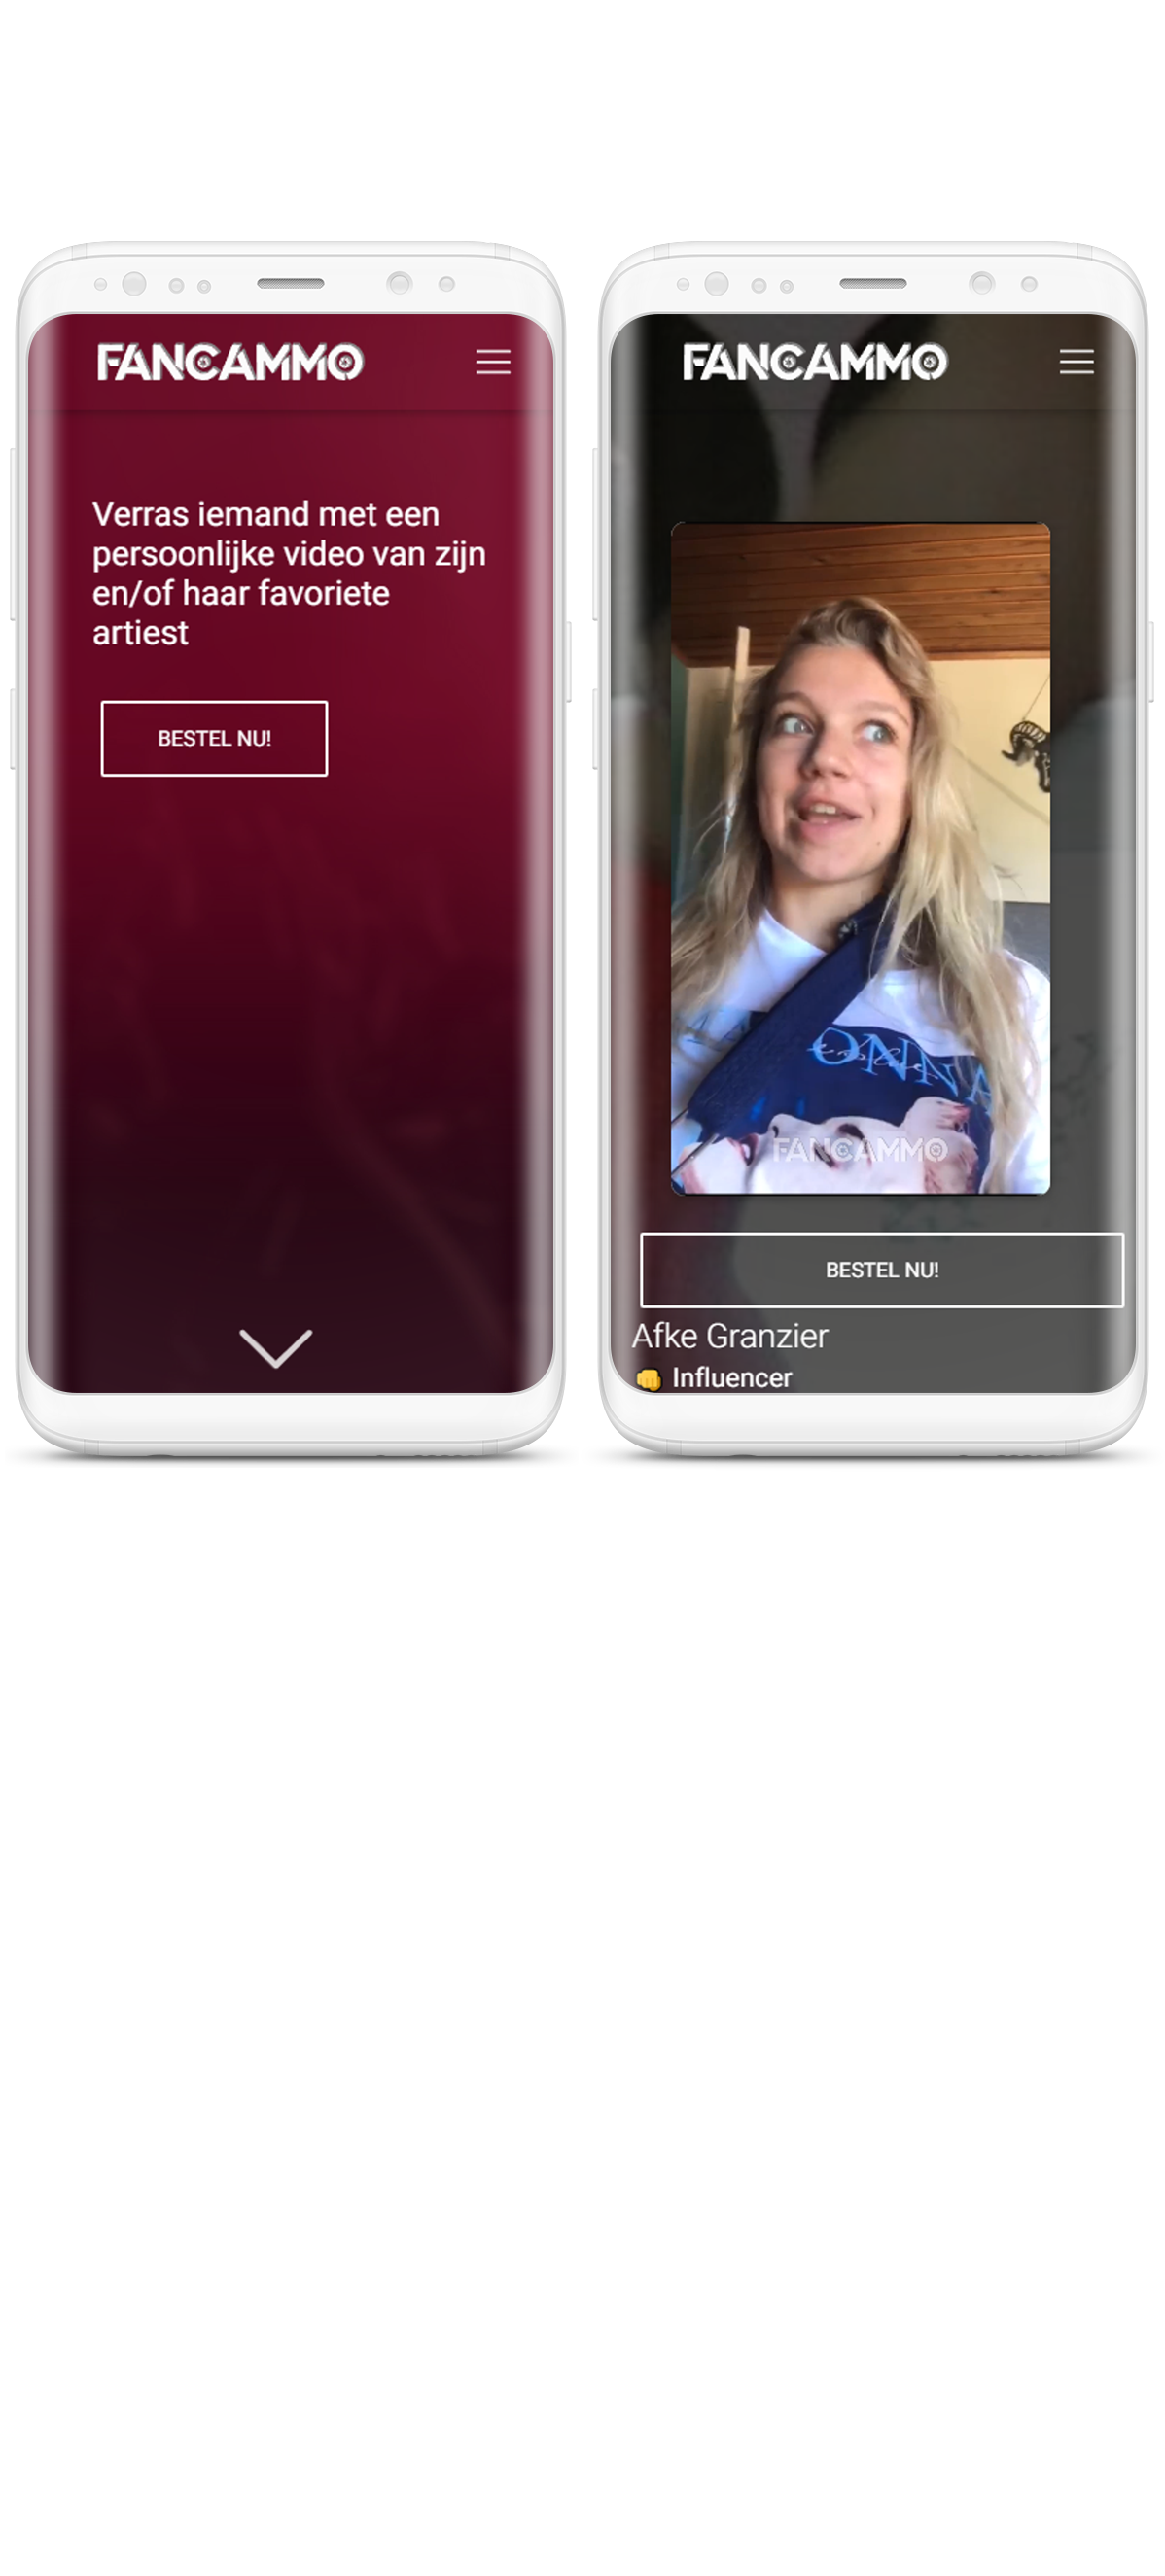 FANCAMMO
Verras iemand met een
persoonlijke video van zijn
en/of haar favoriete
artiest
BESTEL NU!
FANCAMMO
ONNA
FANCAMMO
BESTEL NU!
Afke Granzier
👊 Influencer